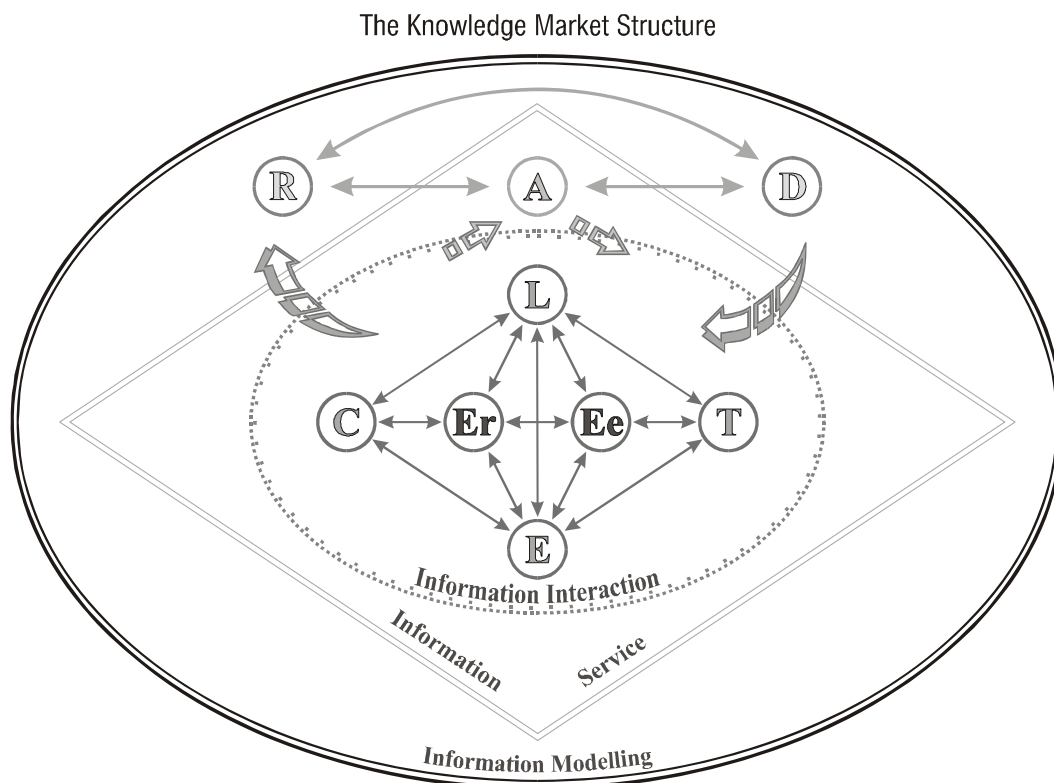 The Knowledge Market Structure
R A D
L
C Er Ee T
E
Information Interaction
Information Service
Information Modelling